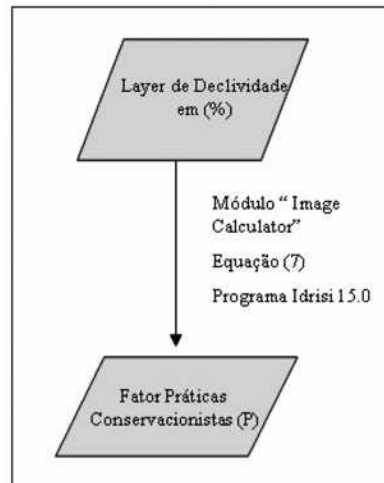 Layer de Declividade
em (%)
Módulo “ Image
Calculator”
Equação (7)
Programa Idrisi 15.0
Fator Práticas
Conservacionistas (P)